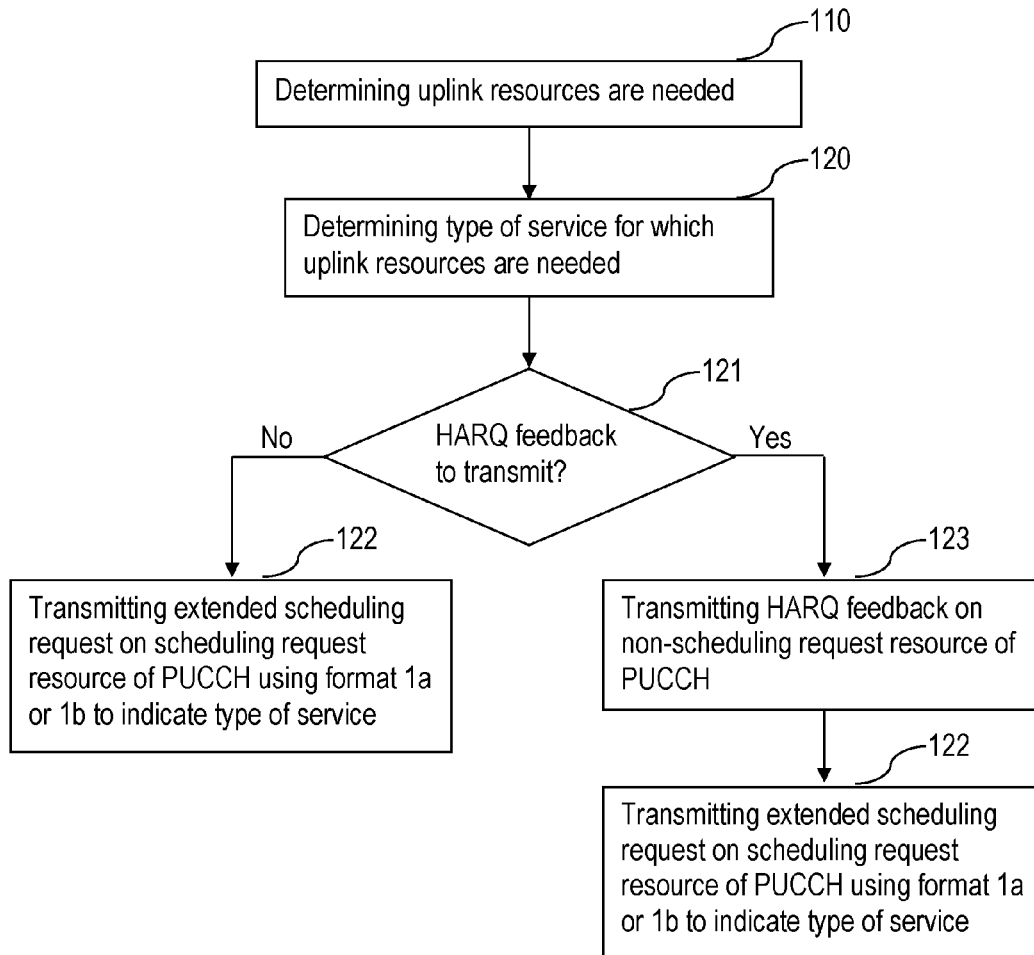 110
Determining uplink resources are needed
120
Determining type of service for which
uplink resources are needed
121
HARQ feedback
to transmit?
No
Yes
122
Transmitting extended scheduling
request on scheduling request
resource of PUCCH using format 1a
or 1b to indicate type of service
123
Transmitting HARQ feedback on
non-scheduling request resource of
PUCCH
122
Transmitting extended scheduling
request on scheduling request
resource of PUCCH using format 1a
or 1b to indicate type of service